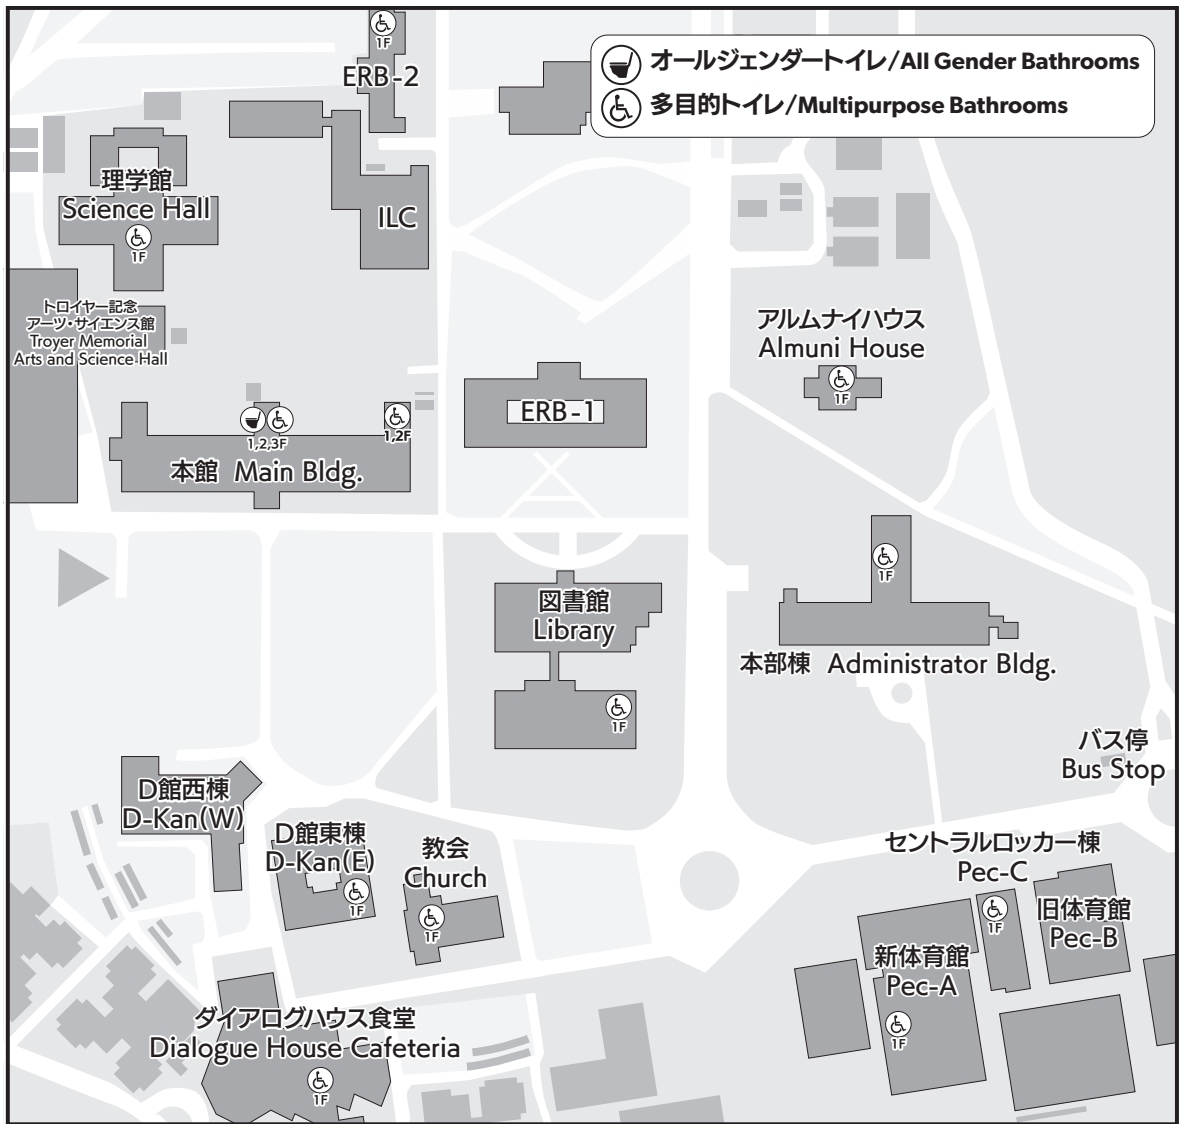 1F
ERB-2
オールジェンダートイレ/All Gender Bathrooms
多目的トイレ/Multipurpose Bathrooms
理学館
Science Hall
1F
ILC
トロイヤー記念
アーツ・サイエンス館
Troyer Memorial
Arts and Science Hall
アルムナイハウス
Almuni House
1F
ERB-1
1,2,3F
1,2F
本館 Main Bldg.
1F
図書館
Library
本部棟 Administrator Bldg.
1F
バス停
Bus Stop
D館西棟
D-Kan(W)
D館東棟
D-Kan(E)
1F
教会
Church
1F
セントラルロッカー棟
Pec-C
1F
旧体育館
Pec-B
新体育館
Pec-A
1F
ダイアログハウス食堂
Dialogue House Cafeteria
1F